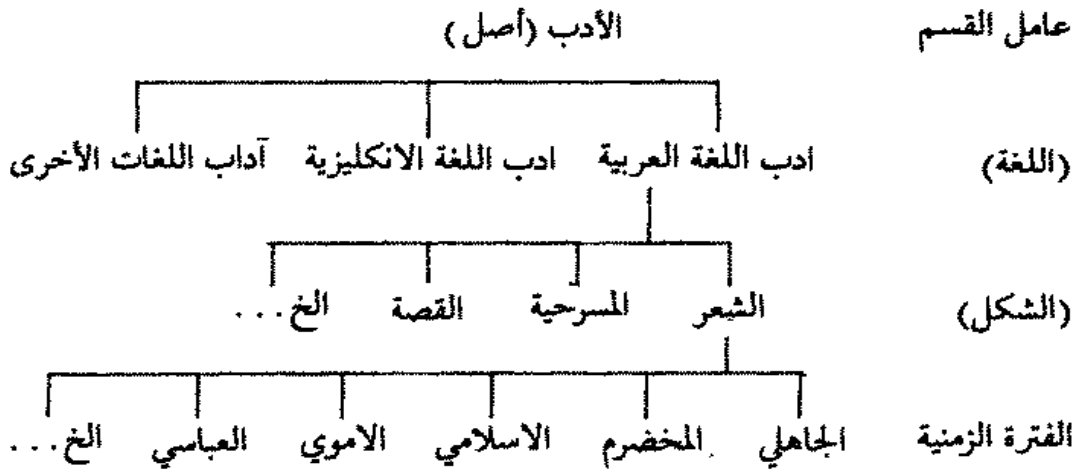 عامل القسم الأدب (أصل)
(اللغة) ادب اللغة العربية ادب اللغة الانكليزية آداب اللغات الأخرى
(الشكل) الشعر المسرحية القصة الخ...
الفترة الزمنية الجاهلي المخضرم الاسلامي الاموي العباسي الخ...